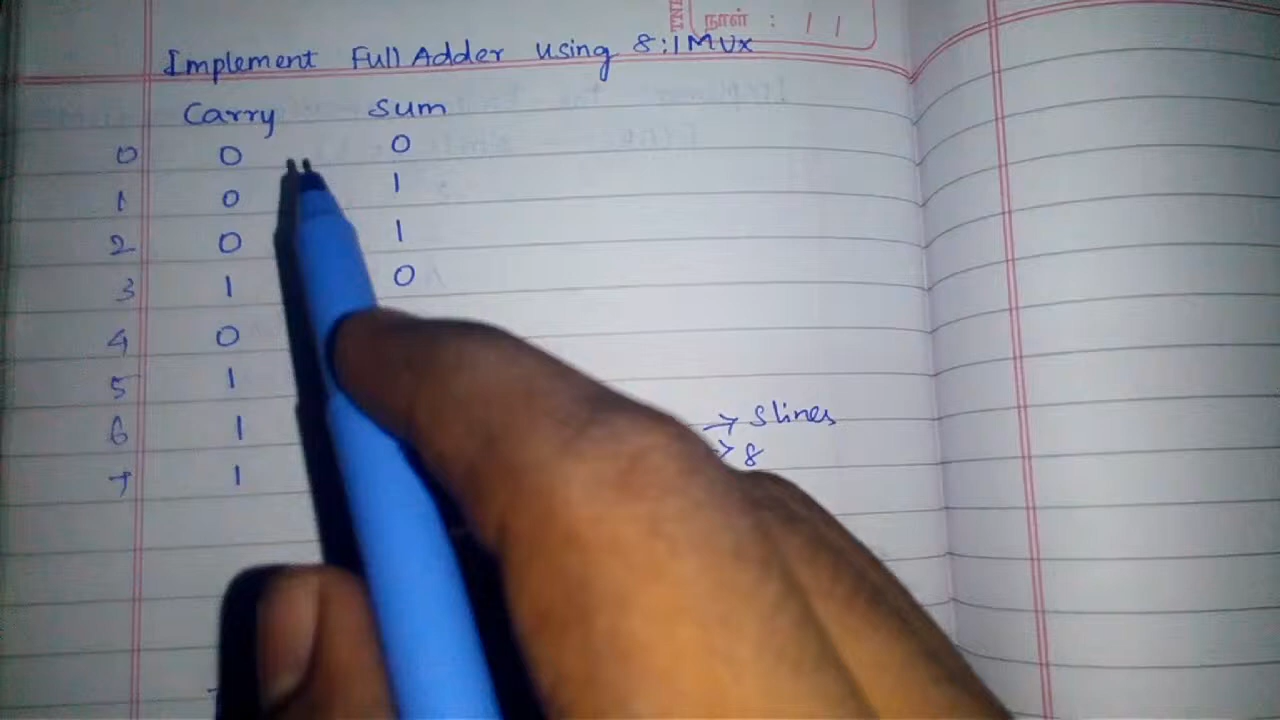 நாள் : / /
Implement Full Adder using 8:1 MUX
Carry Sum
0 0 0
1 0 1
2 0 1
3 1 0
4 0
5 1
6 1
7 1
→ Slines
→ 8